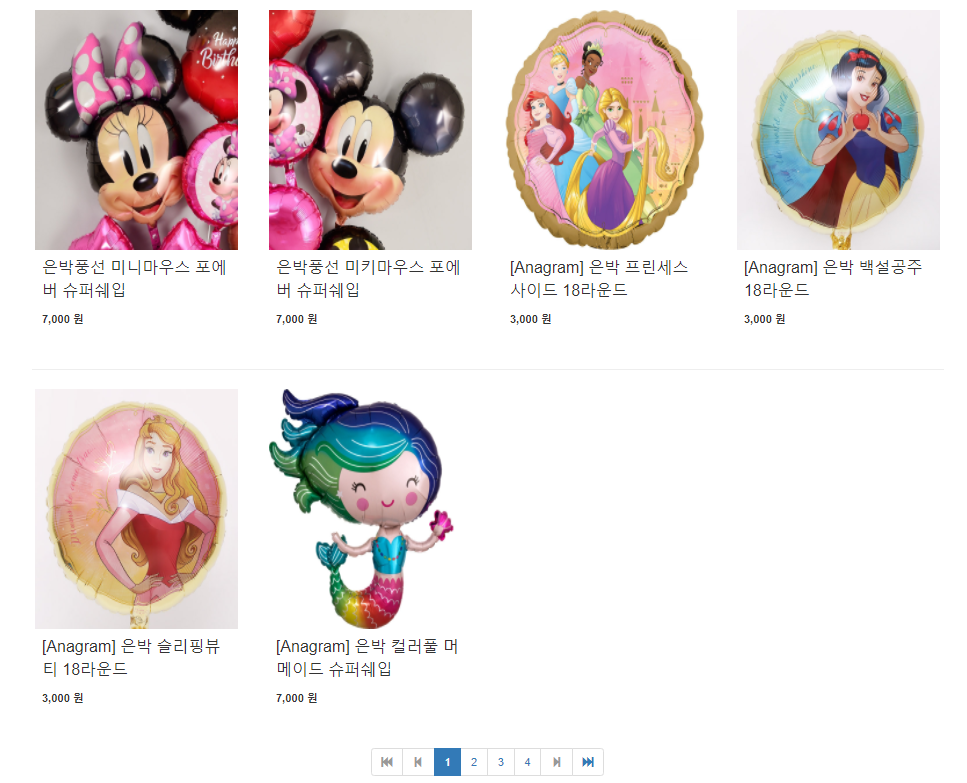 Happy
Birthday
은박풍선 미니마우스 포에
버 슈퍼쉐입
7,000 원
은박풍선 미키마우스 포에
버 슈퍼쉐입
7,000 원
[Anagram] 은박 프린세스
사이드 18라운드
3,000 원
[Anagram] 은박 백설공주
18라운드
3,000 원
[Anagram] 은박 슬리핑뷰
티 18라운드
3,000 원
[Anagram] 은박 컬러풀 머
메이드 슈퍼쉐입
7,000 원
1 2 3 4